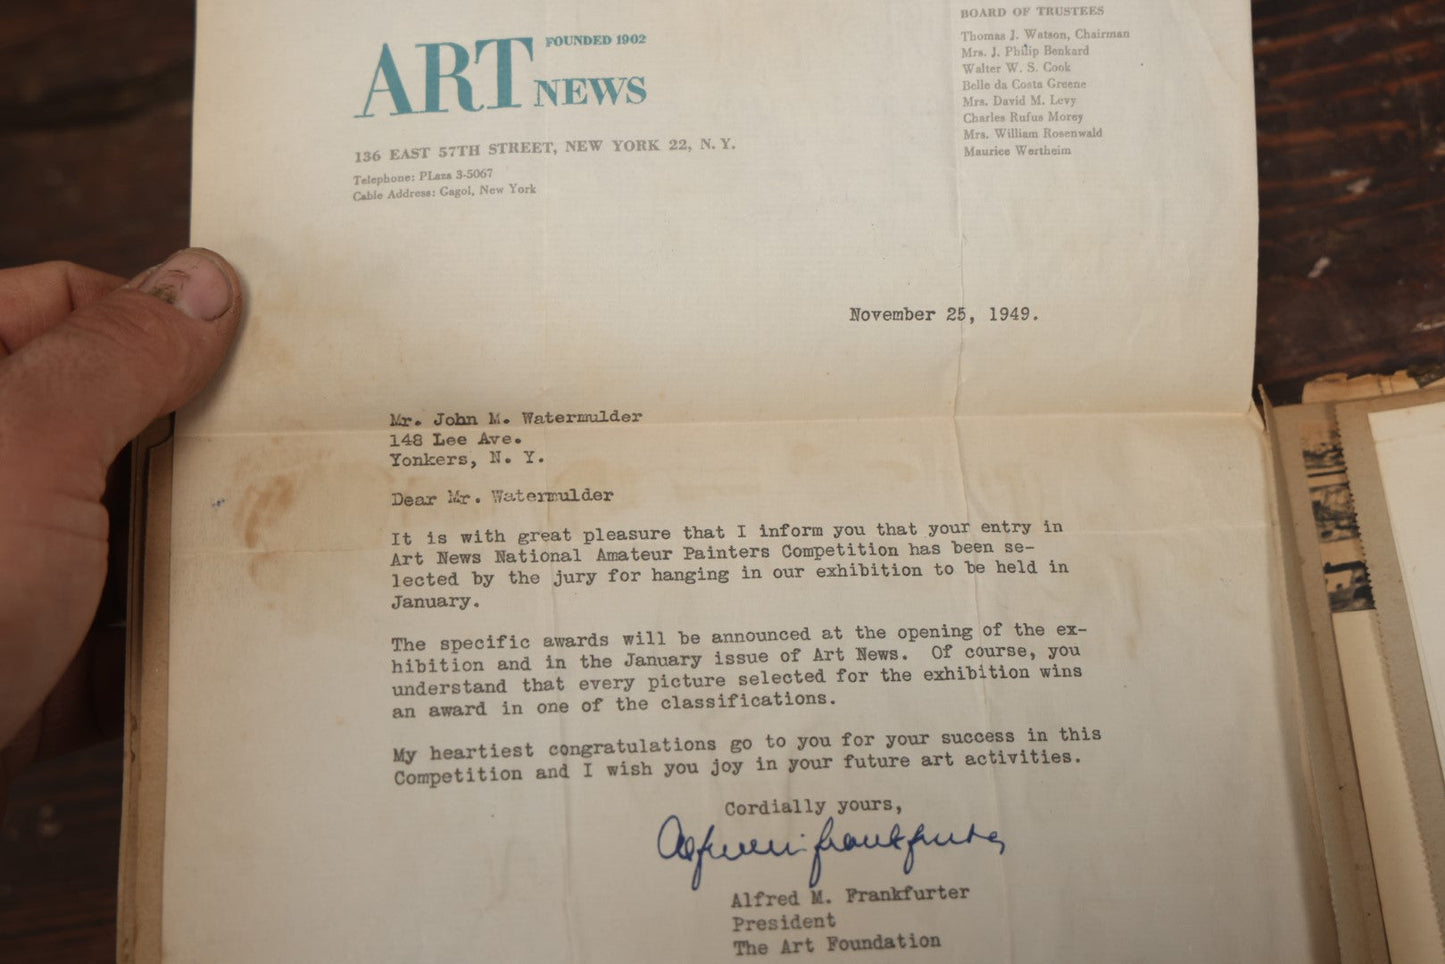 ART NEWS
FOUNDED 1902
136 EAST 57TH STREET, NEW YORK 22, N. Y.
Telephone: PLaza 3-5067
Cable Address: Gagol, New York
BOARD OF TRUSTEES
Thomas J. Watson, Chairman
Mrs. J. Philip Benkard
Walter W. S. Cook
Belle da Costa Greene
Mrs. David M. Levy
Charles Rufus Morey
Mrs. William Rosenwald
Maurice Wertheim
November 25, 1949.
Mr. John M. Watermulder
148 Lee Ave.
Yonkers, N. Y.
Dear Mr. Watermulder
It is with great pleasure that I inform you that your entry in
Art News National Amateur Painters Competition has been se-
lected by the jury for hanging in our exhibition to be held in
January.
The specific awards will be announced at the opening of the ex-
hibition and in the January issue of Art News. Of course, you
understand that every picture selected for the exhibition wins
an award in one of the classifications.
My heartiest congratulations go to you for your success in this
Competition and I wish you joy in your future art activities.
Cordially yours,
Alfred M. Frankfurter
Alfred M. Frankfurter
President
The Art Foundation